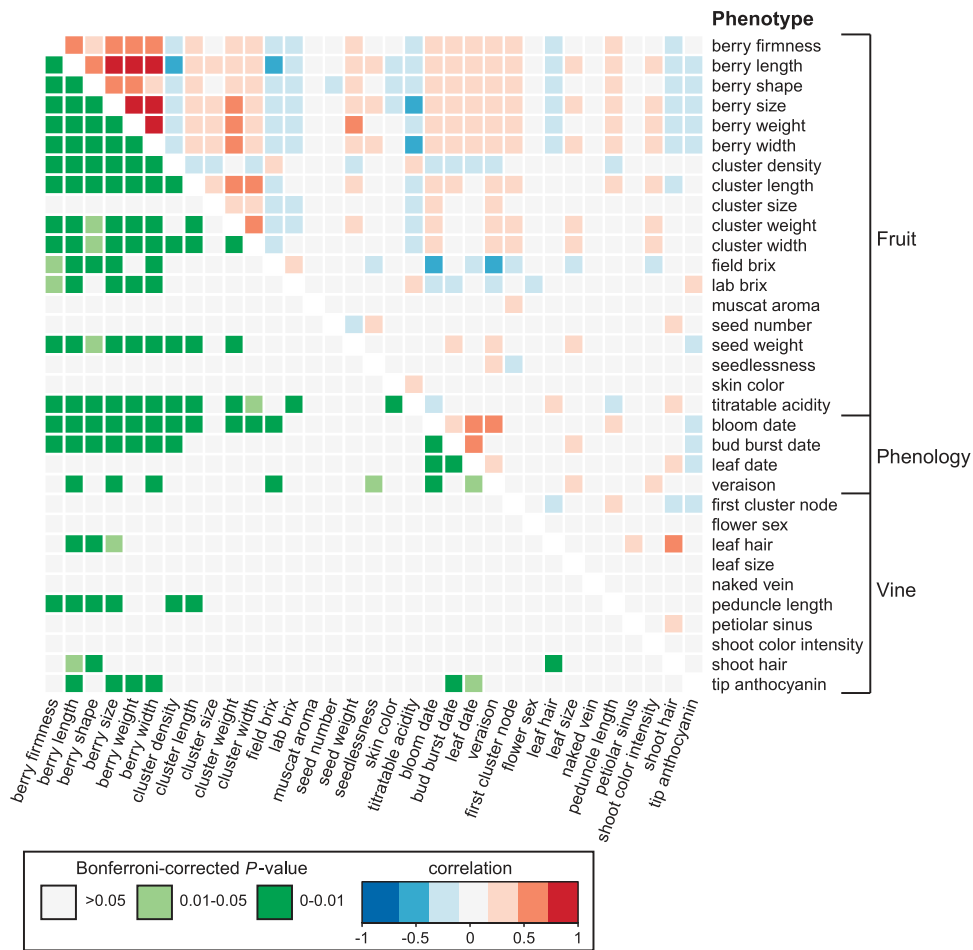 Phenotype
berry firmness
berry length
berry shape
berry size
berry weight
berry width
cluster density
cluster length
cluster size
cluster weight
cluster width
field brix
lab brix
muscat aroma
seed number
seed weight
seedlessness
skin color
titratable acidity
bloom date
bud burst date
leaf date
veraison
first cluster node
flower sex
leaf hair
leaf size
naked vein
peduncle length
petiolar sinus
shoot color intensity
shoot hair
tip anthocyanin
Fruit
Phenology
Vine
berry firmness
berry length
berry shape
berry size
berry weight
berry width
cluster density
cluster length
cluster size
cluster weight
cluster width
field brix
lab brix
muscat aroma
seed number
seed weight
seedlessness
skin color
titratable acidity
bloom date
bud burst date
leaf date
veraison
first cluster node
flower sex
leaf hair
leaf size
naked vein
peduncle length
petiolar sinus
shoot color intensity
shoot hair
tip anthocyanin
Bonferroni-corrected P-value
>0.05
0.01-0.05
0-0.01
correlation
-1 -0.5 0 0.5 1